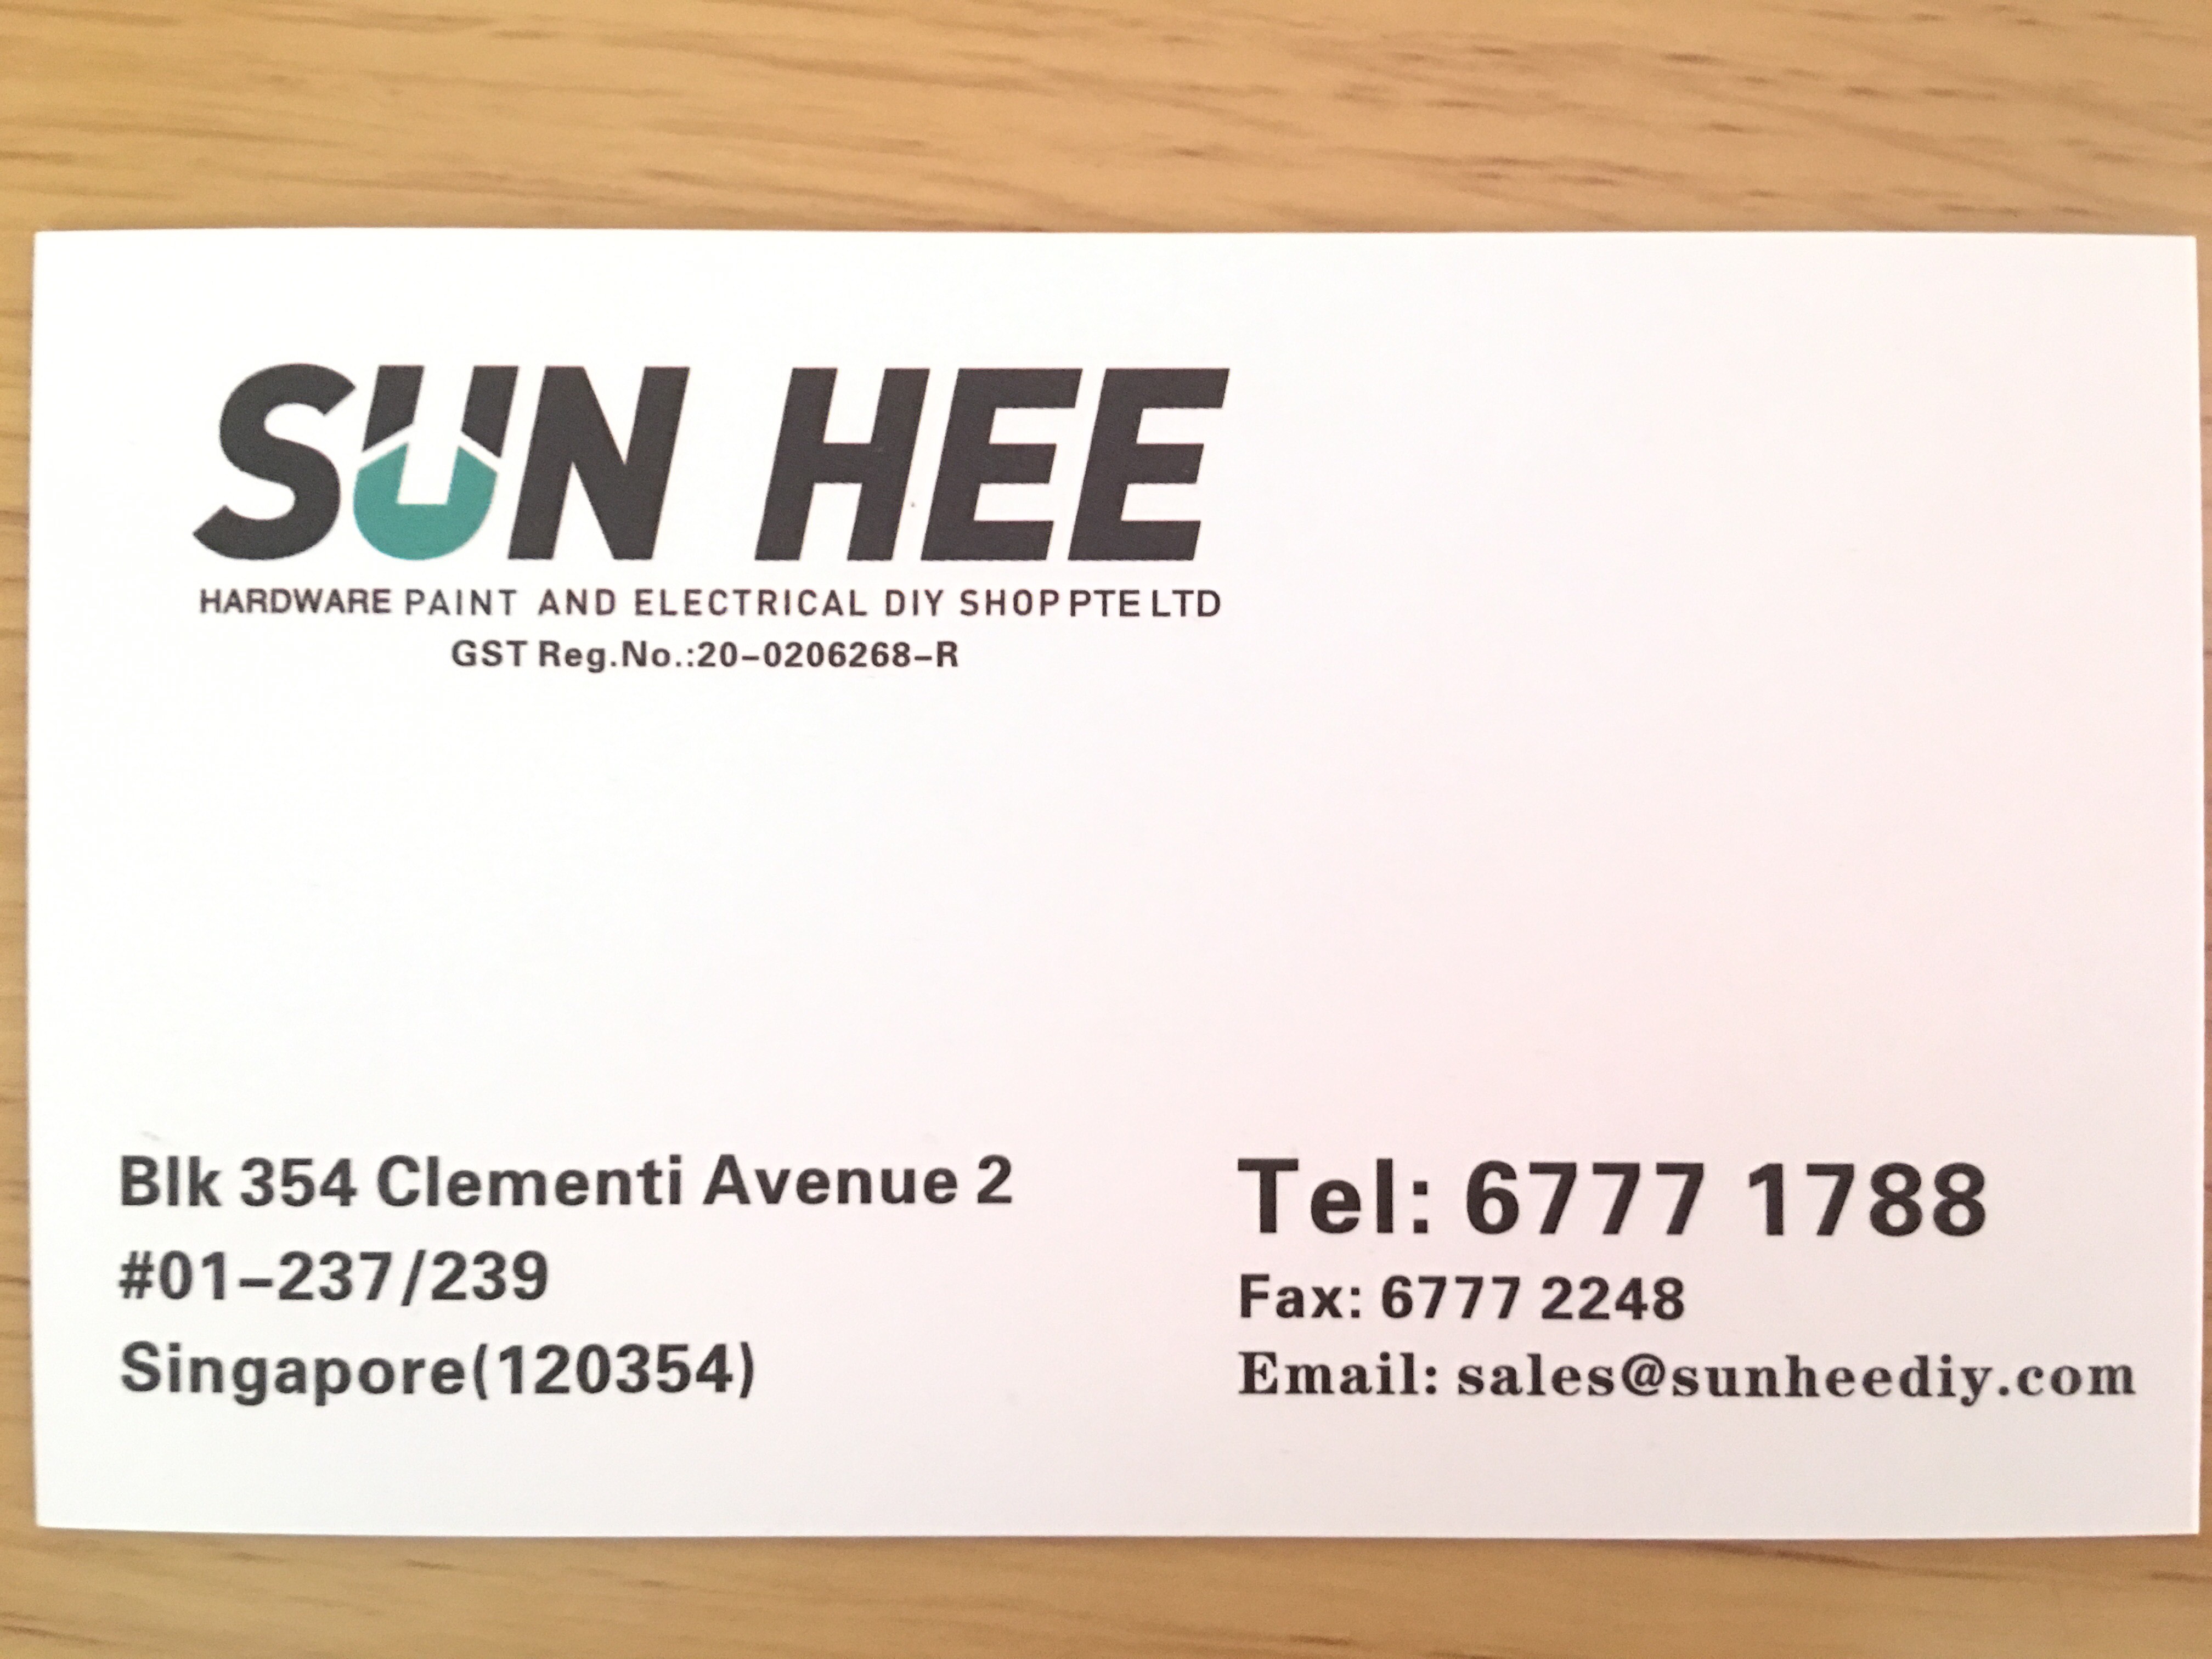 SUN HEE
HARDWARE PAINT AND ELECTRICAL DIY SHOP PTE LTD
GST Reg.No.:20-0206268-R
Blk 354 Clementi Avenue 2
#01-237/239
Singapore(120354)
Tel: 6777 1788
Fax: 6777 2248
Email: sales@sunheediy.com